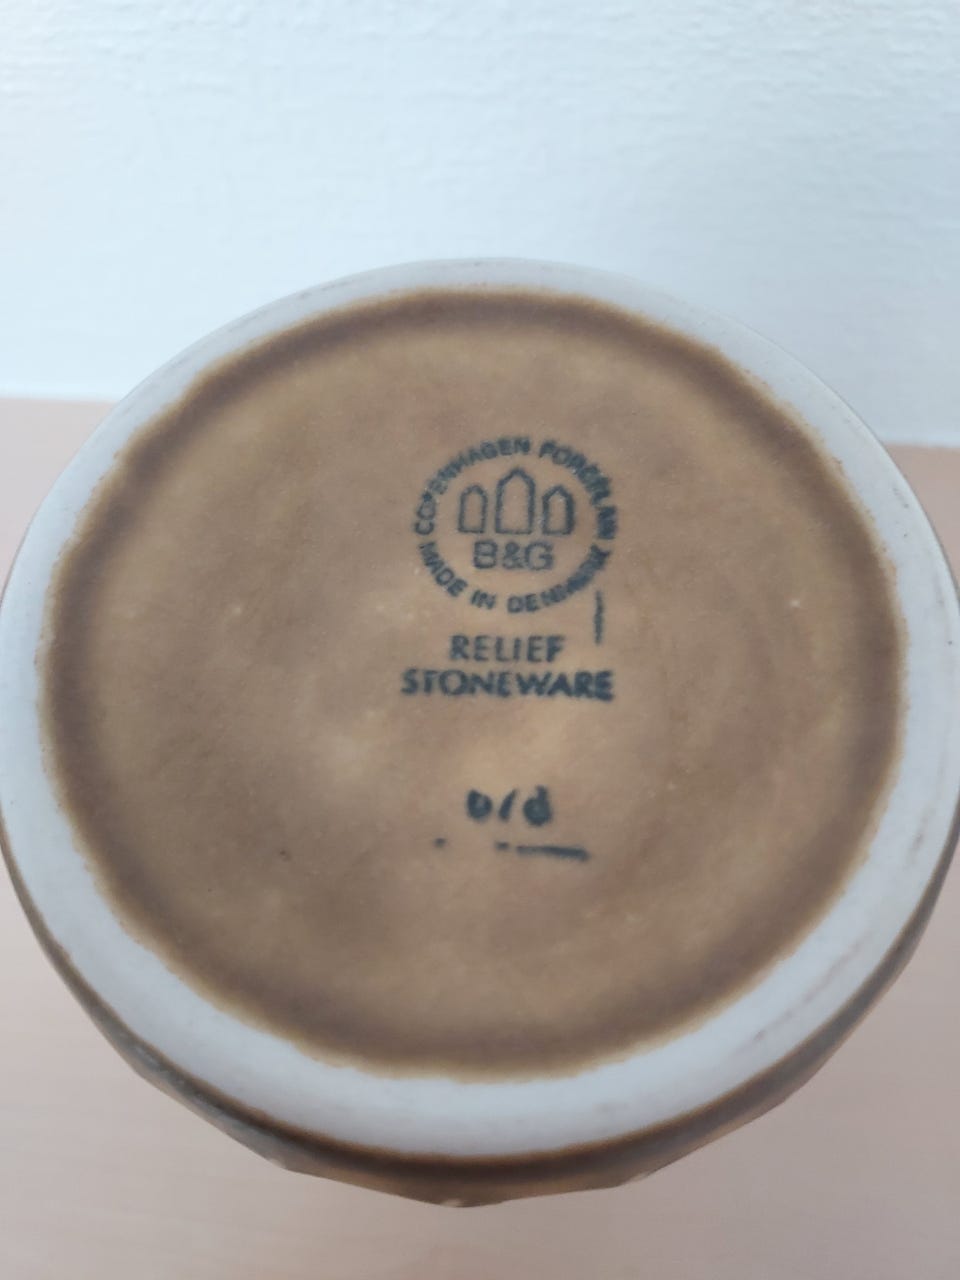 COPENHAGEN PORCELAIN
B&G
MADE IN DENMARK
RELIEF
STONEWARE